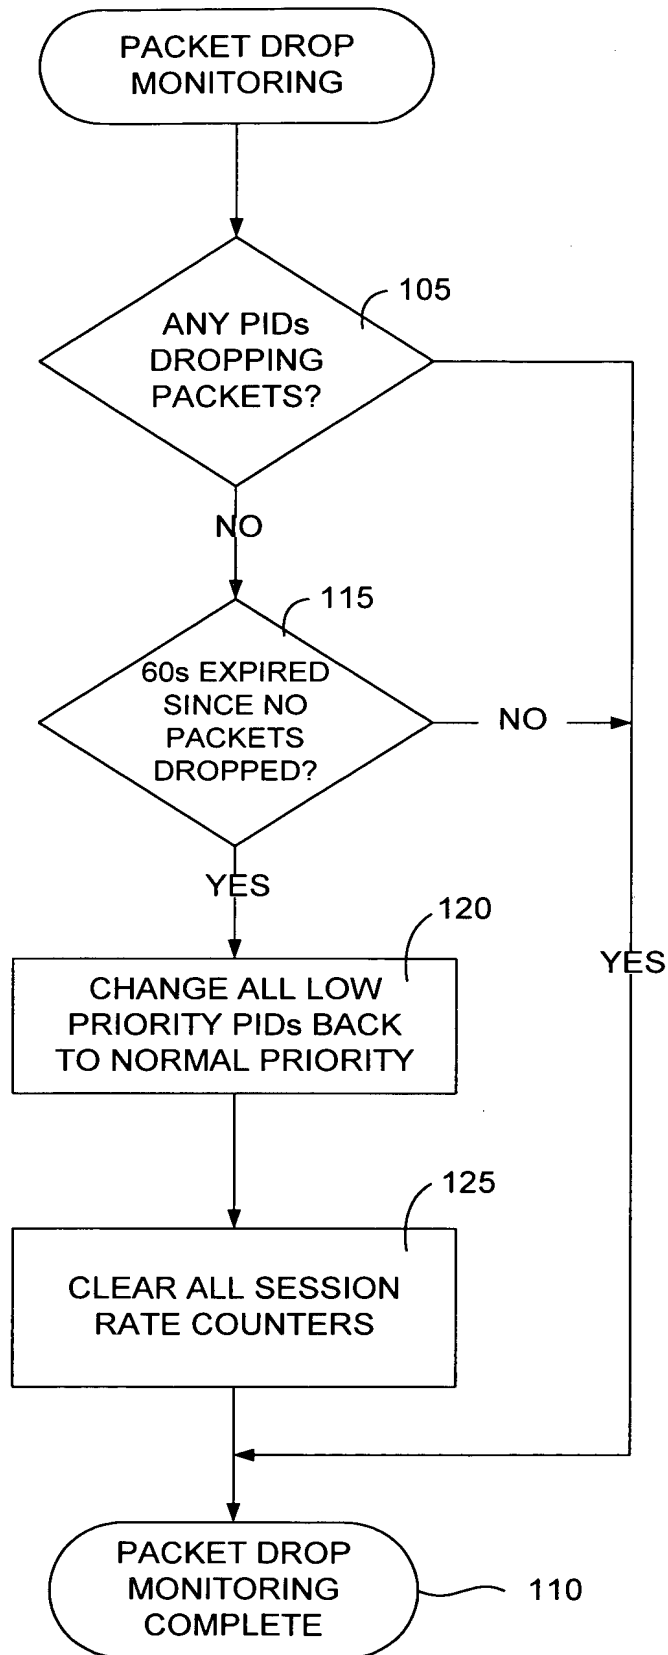 PACKET DROP
MONITORING
105
ANY PIDs
DROPPING
PACKETS?
NO
115
60s EXPIRED
SINCE NO
PACKETS
DROPPED?
NO
YES
120
YES
CHANGE ALL LOW
PRIORITY PIDs BACK
TO NORMAL PRIORITY
125
CLEAR ALL SESSION
RATE COUNTERS
PACKET DROP
MONITORING
COMPLETE
110